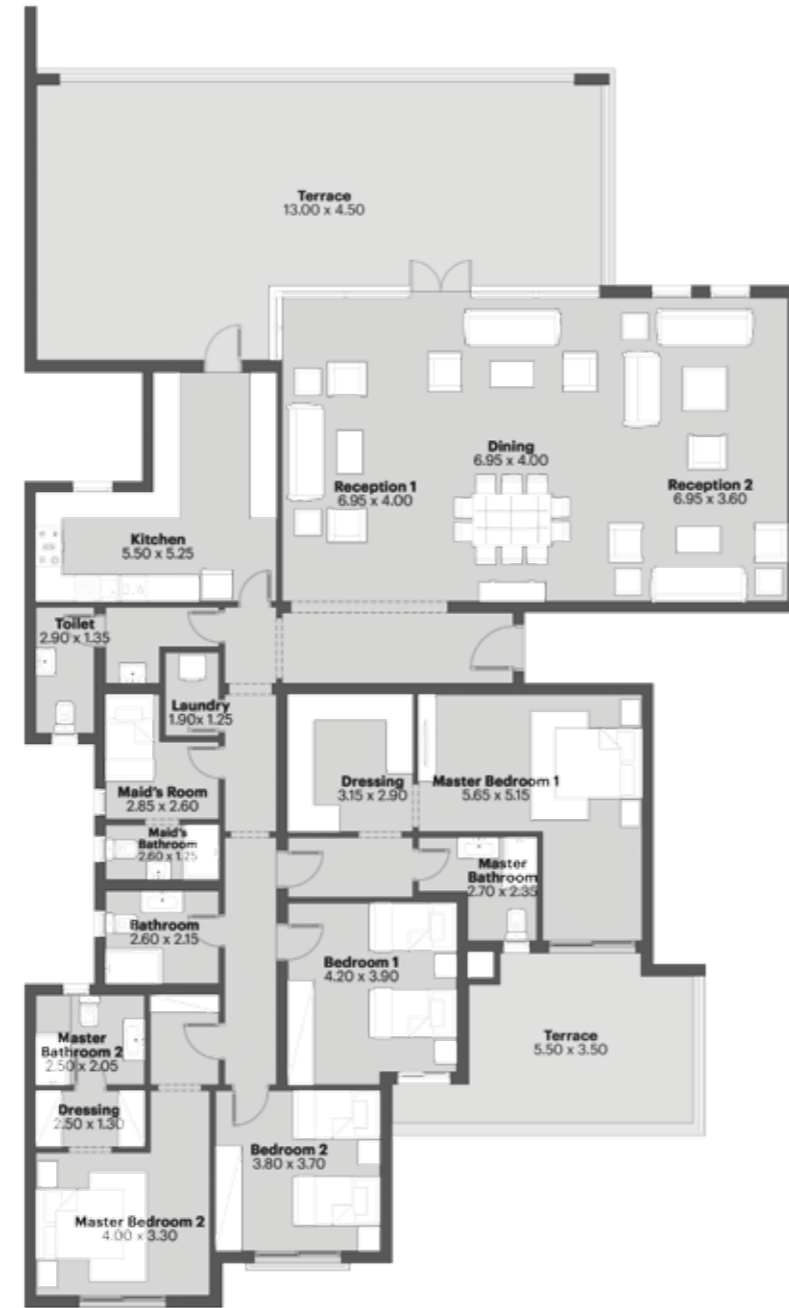 Terrace
13.00 x 4.50
Dining
6.95 x 4.00
Reception 1
6.95 x 4.00
Reception 2
6.95 x 3.60
Kitchen
5.50 x 5.25
Toilet
2.90 x 1.35
Laundry
1.90x 1.25
Dressing
3.15 x 2.90
Master Bedroom 1
5.65 x 5.15
Maid's Room
2.85 x 2.60
Maid's
Bathroom
2.60 x 1.25
Master
Bathroom
2.70 x 2.35
Bathroom
2.60 x 2.15
Bedroom 1
4.20 x 3.90
Terrace
5.50 x 3.50
Master
Bathroom 2
2.50 x 2.05
Dressing
2.50 x 1.30
Bedroom 2
3.80 x 3.70
Master Bedroom 2
4.00 x 3.30